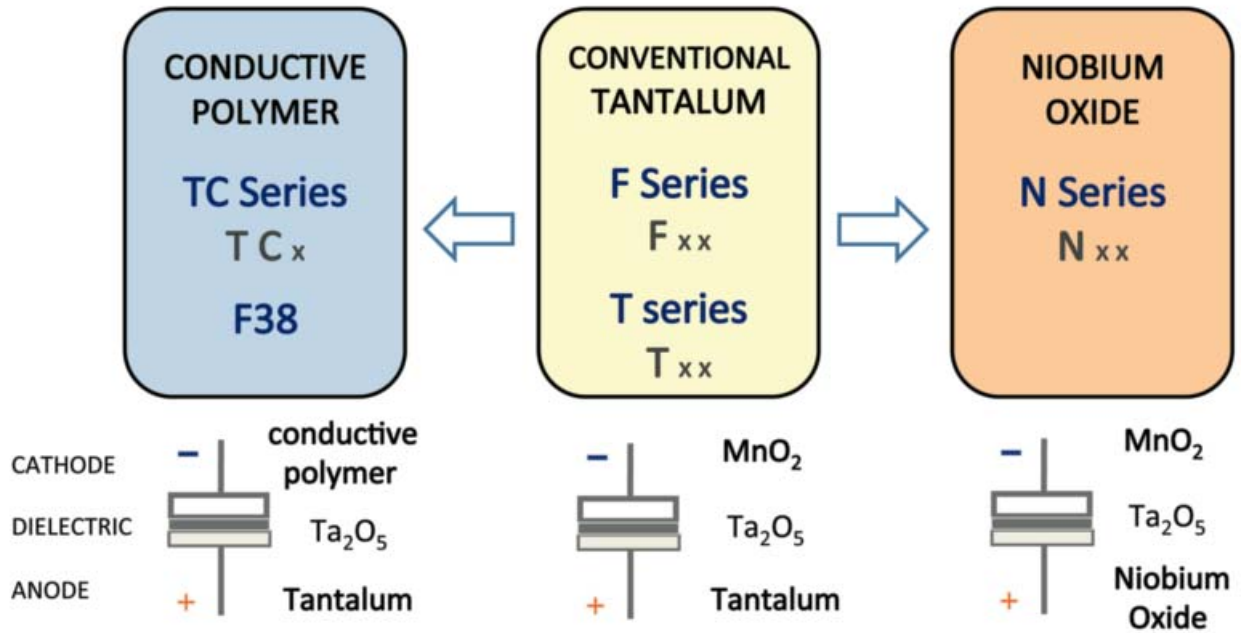 CONDUCTIVE
POLYMER
TC Series
T C x
F38
CONVENTIONAL
TANTALUM
F Series
F x x
T series
T x x
NIOBIUM
OXIDE
N Series
N x x
CATHODE
DIELECTRIC
ANODE
–
conductive
polymer
Ta₂O₅
+
Tantalum
–
MnO₂
Ta₂O₅
+
Tantalum
–
MnO₂
Ta₂O₅
+
Niobium
Oxide